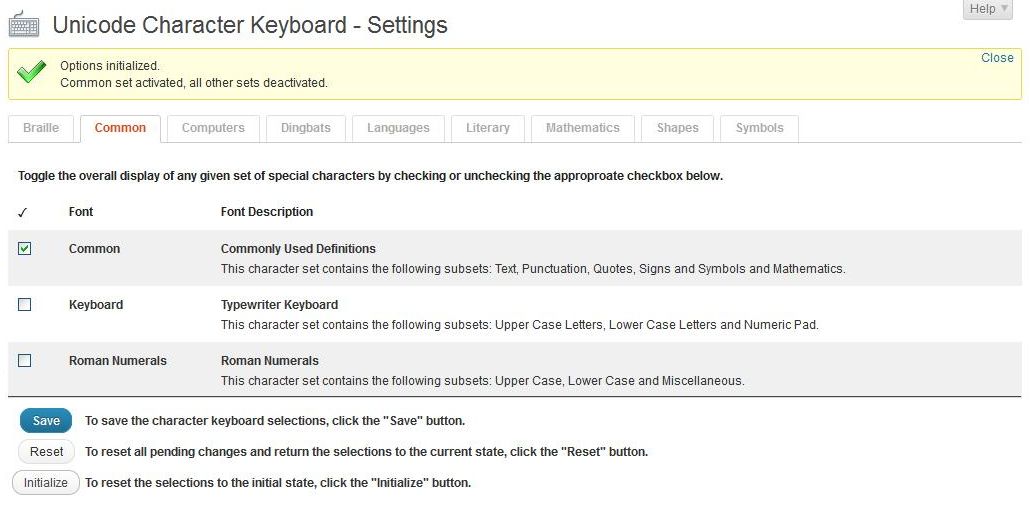 Help
Unicode Character Keyboard - Settings
Close
Options initialized.
Common set activated, all other sets deactivated.
Braille Common Computers Dingbats Languages Literary Mathematics Shapes Symbols
Toggle the overall display of any given set of special characters by checking or unchecking the approproate checkbox below.
✓ Font Font Description
Common Commonly Used Definitions
This character set contains the following subsets: Text, Punctuation, Quotes, Signs and Symbols and Mathematics.
Keyboard Typewriter Keyboard
This character set contains the following subsets: Upper Case Letters, Lower Case Letters and Numeric Pad.
Roman Numerals Roman Numerals
This character set contains the following subsets: Upper Case, Lower Case and Miscellaneous.
Save To save the character keyboard selections, click the "Save" button.
Reset To reset all pending changes and return the selections to the current state, click the "Reset" button.
Initialize To reset the selections to the initial state, click the "Initialize" button.